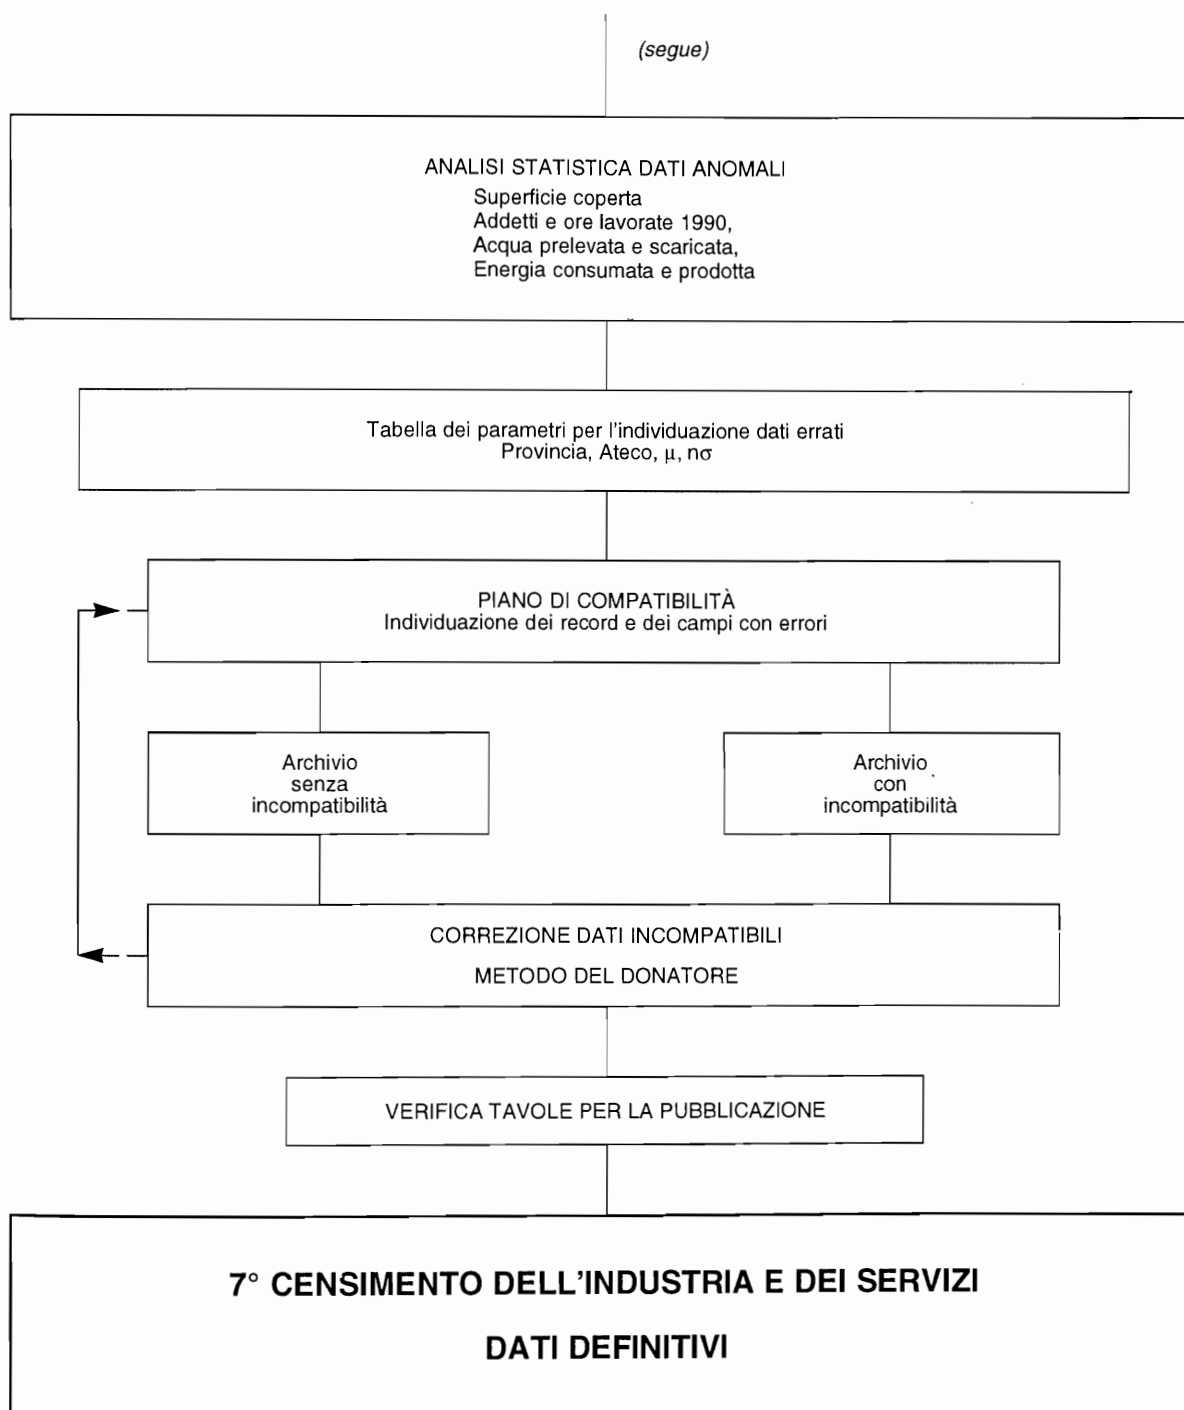 (segue)
ANALISI STATISTICA DATI ANOMALI
Superficie coperta
Addetti e ore lavorate 1990,
Acqua prelevata e scaricata,
Energia consumata e prodotta
Tabella dei parametri per l'individuazione dati errati
Provincia, Ateco, μ, nσ
PIANO DI COMPATIBILITÀ
Individuazione dei record e dei campi con errori
Archivio
senza
incompatibilità
Archivio
con
incompatibilità
CORREZIONE DATI INCOMPATIBILI
METODO DEL DONATORE
VERIFICA TAVOLE PER LA PUBBLICAZIONE
7° CENSIMENTO DELL'INDUSTRIA E DEI SERVIZI
DATI DEFINITIVI